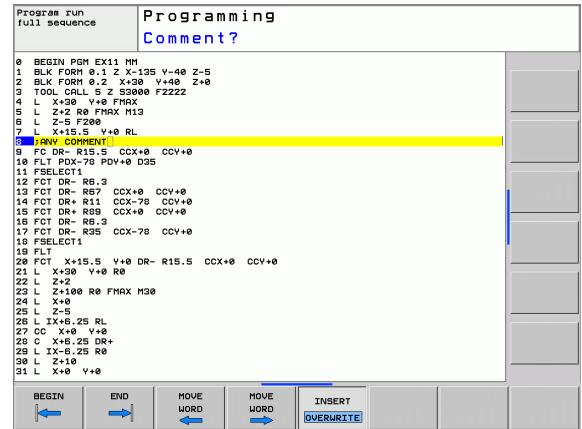 Program run
full sequence
Programming
Comment?
0 BEGIN PGM EX11 MM
1 BLK FORM 0.1 Z X-135 Y-40 Z-5
2 BLK FORM 0.2 X+30 Y+40 Z+0
3 TOOL CALL 5 Z S3000 F2222
4 L X+30 Y+0 FMAX
5 L Z+2 R0 FMAX M13
6 L Z-5 F200
7 L X+15.5 Y+0 RL
8 ;ANY COMMENT
9 FC DR- R15.5 CCX+0 CCY+0
10 FLT PDX-78 PDY+0 D35
11 FSELECT1
12 FCT DR- R6.3
13 FCT DR- R67 CCX+0 CCY+0
14 FCT DR+ R11 CCX-78 CCY+0
15 FCT DR+ R89 CCX+0 CCY+0
16 FCT DR- R6.3
17 FCT DR- R35 CCX-78 CCY+0
18 FSELECT1
19 FLT
20 FCT X+15.5 Y+0 DR- R15.5 CCX+0 CCY+0
21 L X+30 Y+0 R0
22 L Z+2
23 L Z+100 R0 FMAX M30
24 L X+0
25 L Z-5
26 L IX+6.25 RL
27 CC X+0 Y+0
28 C X+6.25 DR+
29 L IX-6.25 R0
30 L Z+10
31 L X+0 Y+0
BEGIN
END
MOVE
WORD
MOVE
WORD
INSERT
OVERWRITE